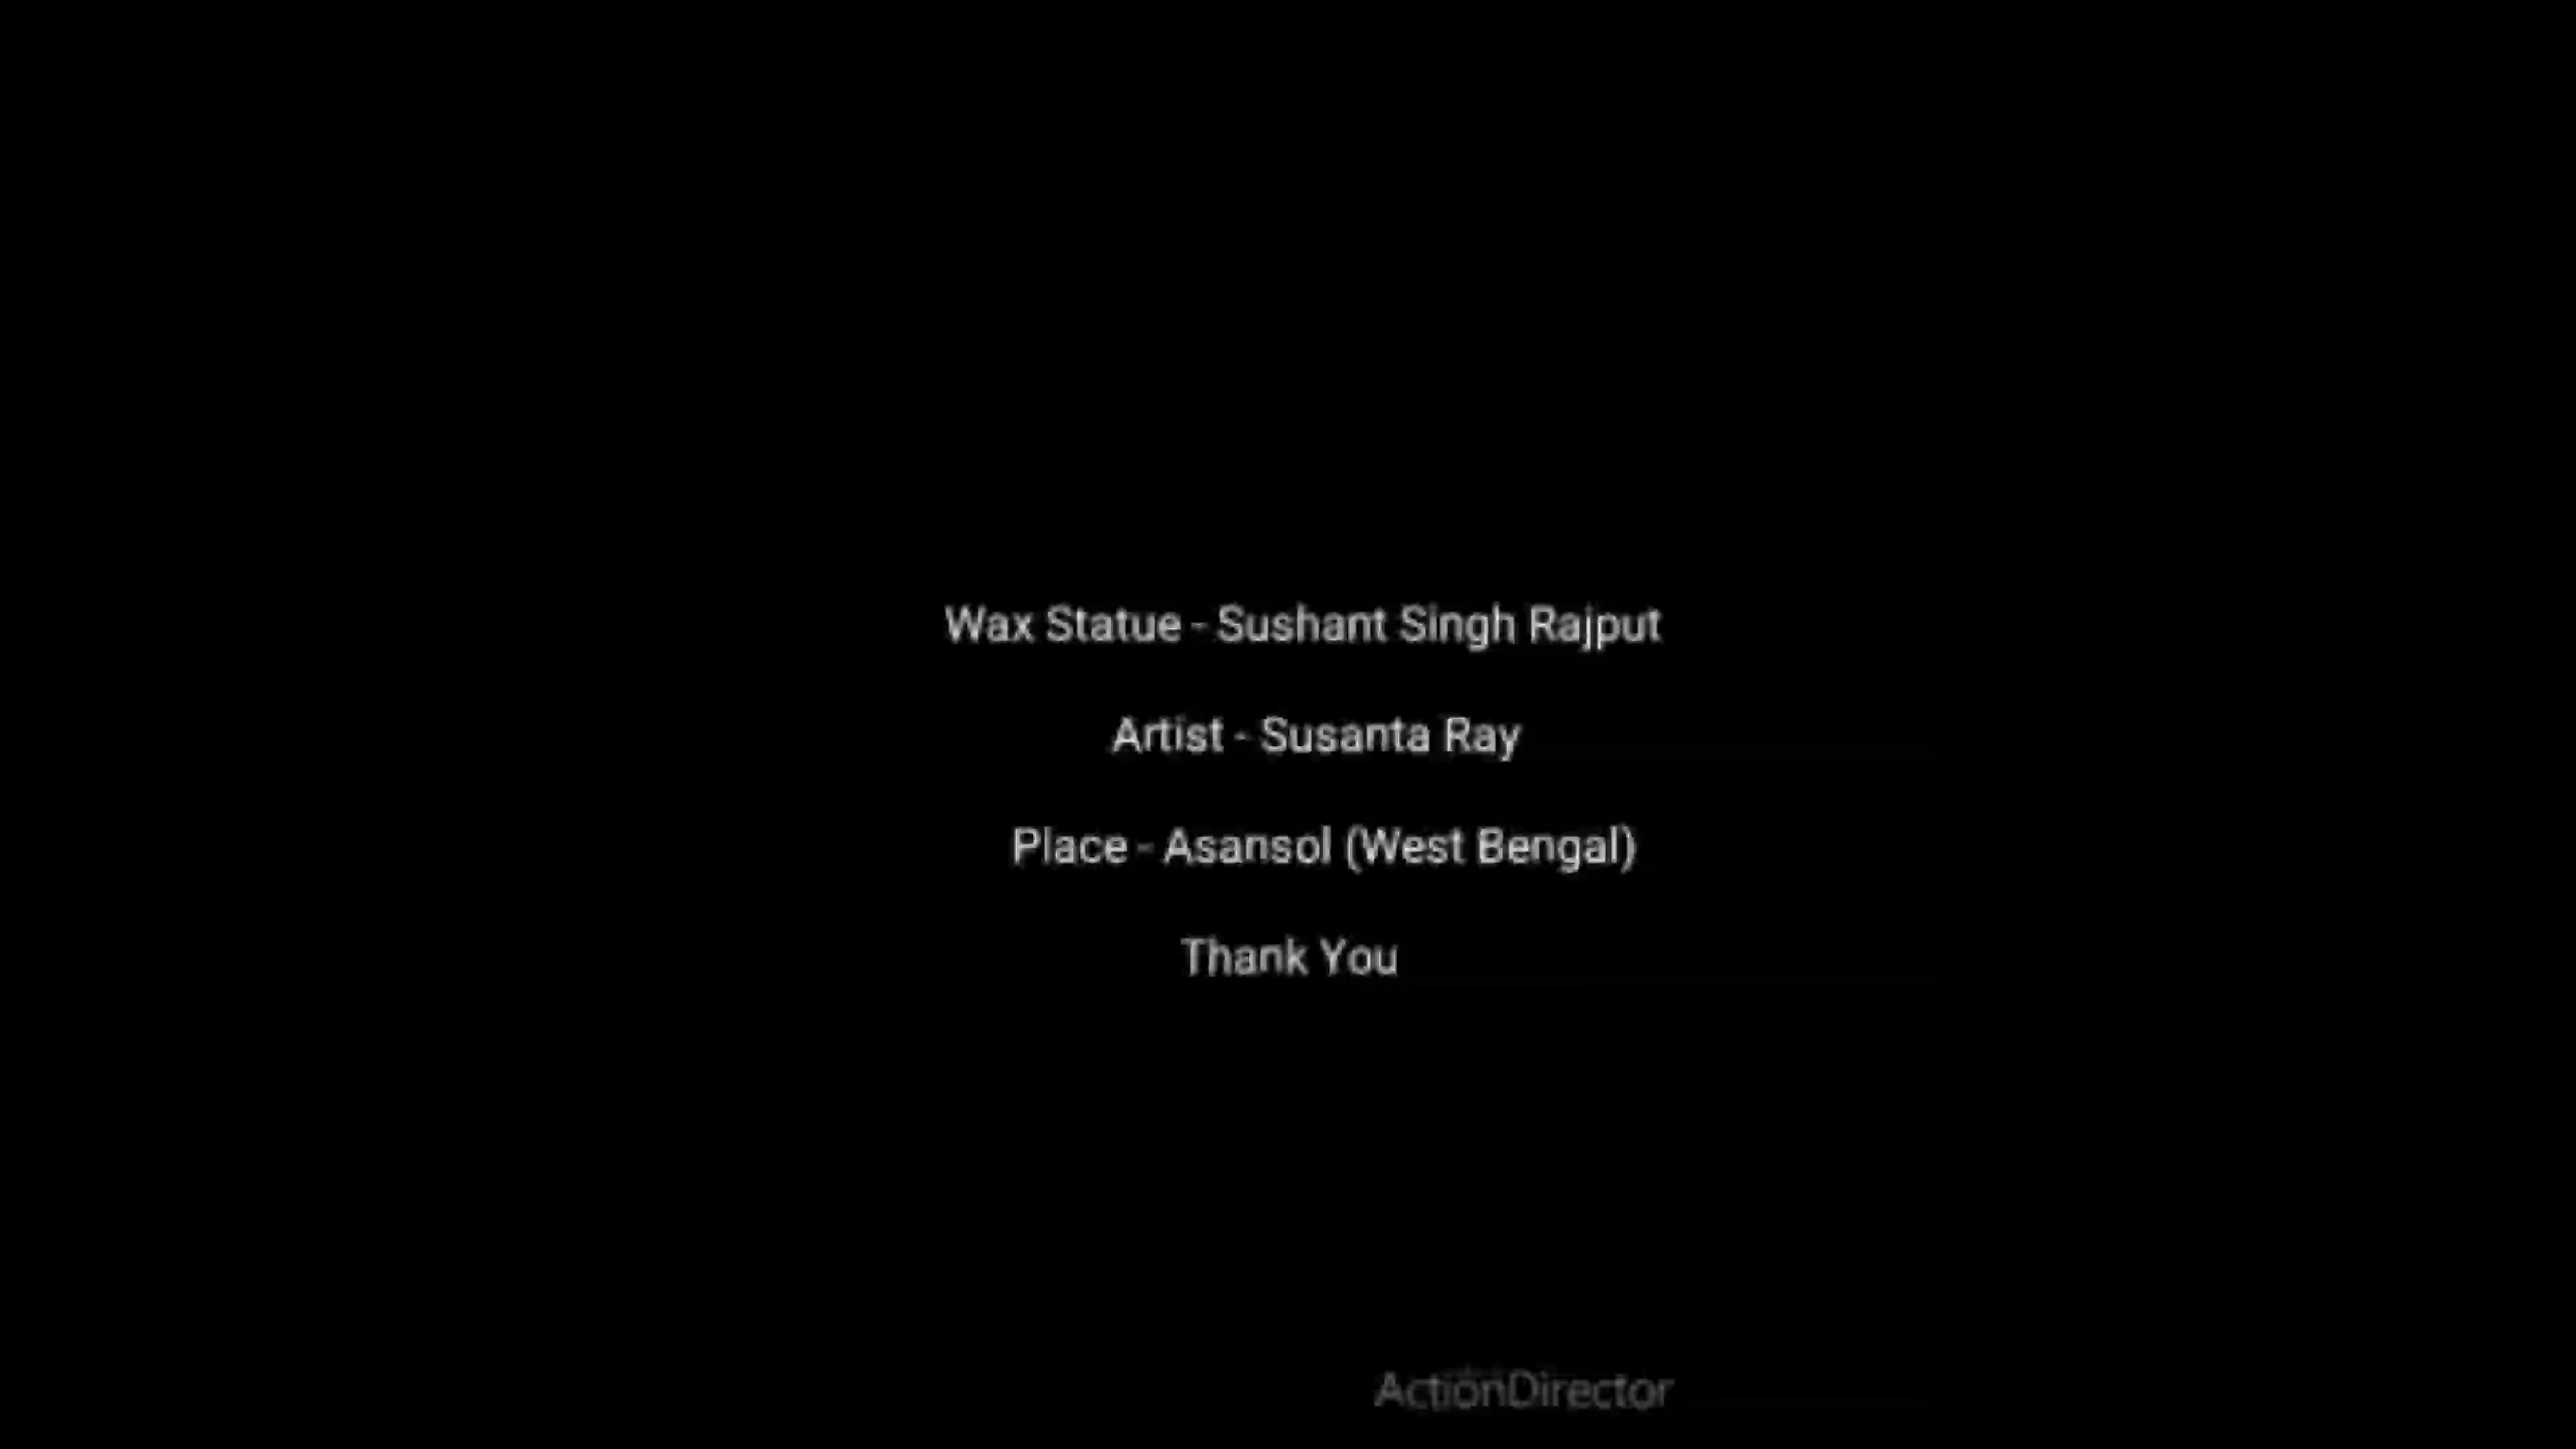 Wax Statue - Sushant Singh Rajput
Artist - Susanta Ray
Place - Asansol (West Bengal)
Thank You
ActionDirector